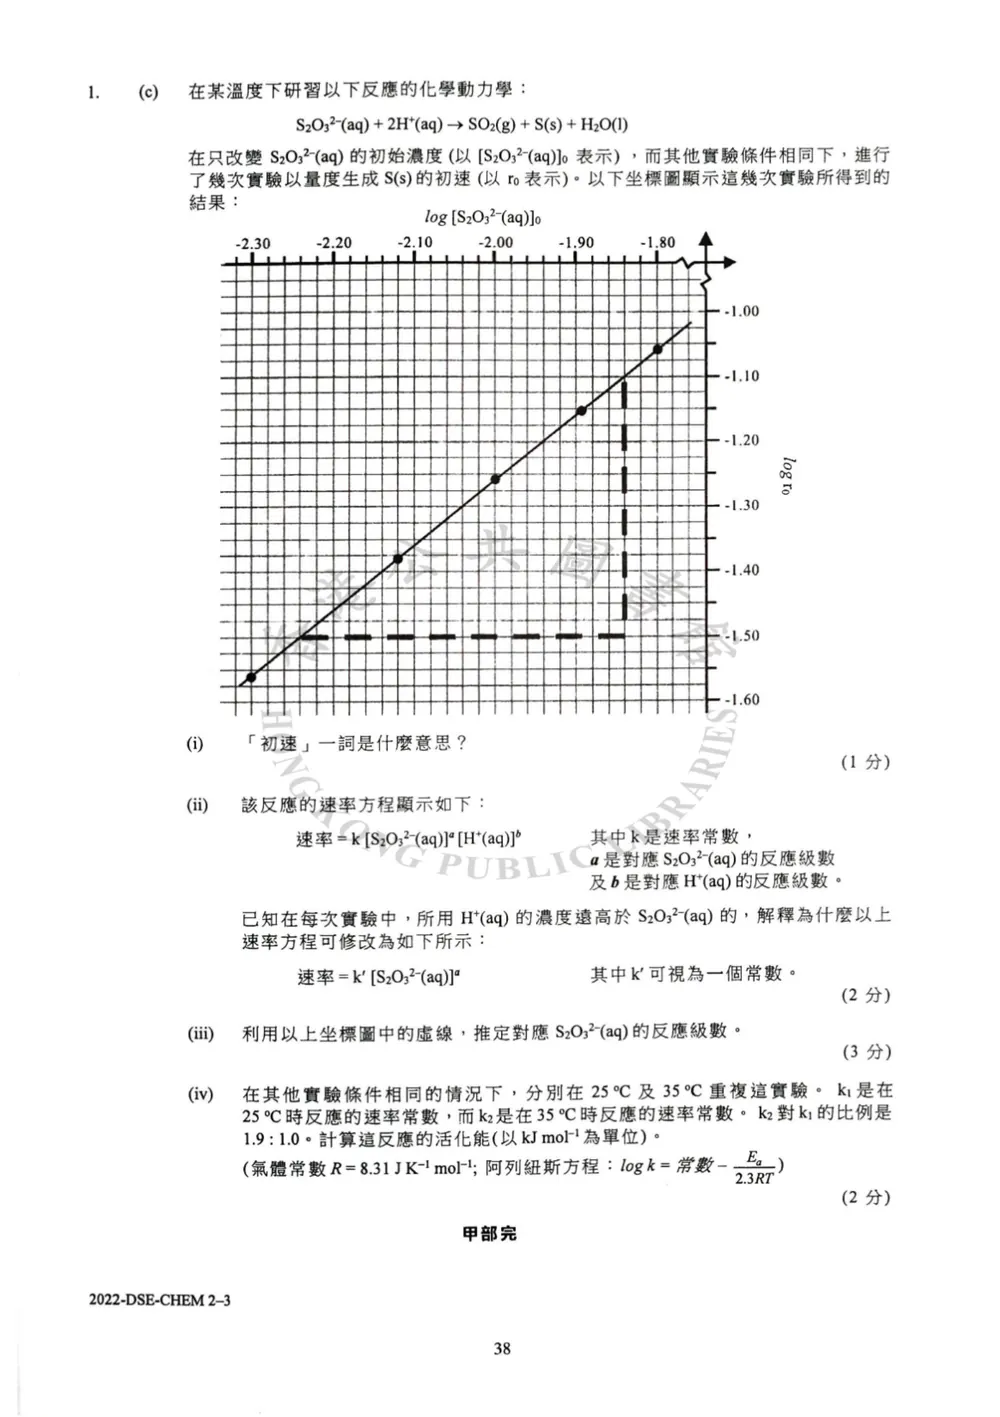 1. (c) 在某溫度下研習以下反應的化學動力學：
S₂O₃²⁻(aq) + 2H⁺(aq) → SO₂(g) + S(s) + H₂O(l)
在只改變 S₂O₃²⁻(aq) 的初始濃度 (以 [S₂O₃²⁻(aq)]₀ 表示) ，而其他實驗條件相同下，進行
了幾次實驗以量度生成 S(s) 的初速 (以 r₀ 表示)。以下坐標圖顯示這幾次實驗所得到的
結果：
log [S₂O₃²⁻(aq)]₀
-2.30 -2.20 -2.10 -2.00 -1.90 -1.80
-1.00
-1.10
-1.20
log r₀
-1.30
-1.40
-1.50
-1.60
香港公共圖書館
HONG KONG PUBLIC LIBRARIES
(i) 「初速」一詞是什麼意思？
(1 分)
(ii) 該反應的速率方程顯示如下：
速率 = k [S₂O₃²⁻(aq)]ᵃ [H⁺(aq)]ᵇ 其中 k 是速率常數，
a 是對應 S₂O₃²⁻(aq) 的反應級數
及 b 是對應 H⁺(aq) 的反應級數。
已知在每次實驗中，所用 H⁺(aq) 的濃度遠高於 S₂O₃²⁻(aq) 的，解釋為什麼以上
速率方程可修改為如下所示：
速率 = k′ [S₂O₃²⁻(aq)]ᵃ 其中 k′ 可視為一個常數。
(2 分)
(iii) 利用以上坐標圖中的虛線，推定對應 S₂O₃²⁻(aq) 的反應級數。
(3 分)
(iv) 在其他實驗條件相同的情況下，分別在 25 °C 及 35 °C 重複這實驗。 k₁ 是在
25 °C 時反應的速率常數，而 k₂ 是在 35 °C 時反應的速率常數。 k₂ 對 k₁ 的比例是
1.9 : 1.0。計算這反應的活化能(以 kJ mol⁻¹ 為單位)。
(氣體常數 R = 8.31 J K⁻¹ mol⁻¹; 阿列紐斯方程：log k = 常數 − Eₐ/2.3RT)
(2 分)
甲部完
2022-DSE-CHEM 2–3
38